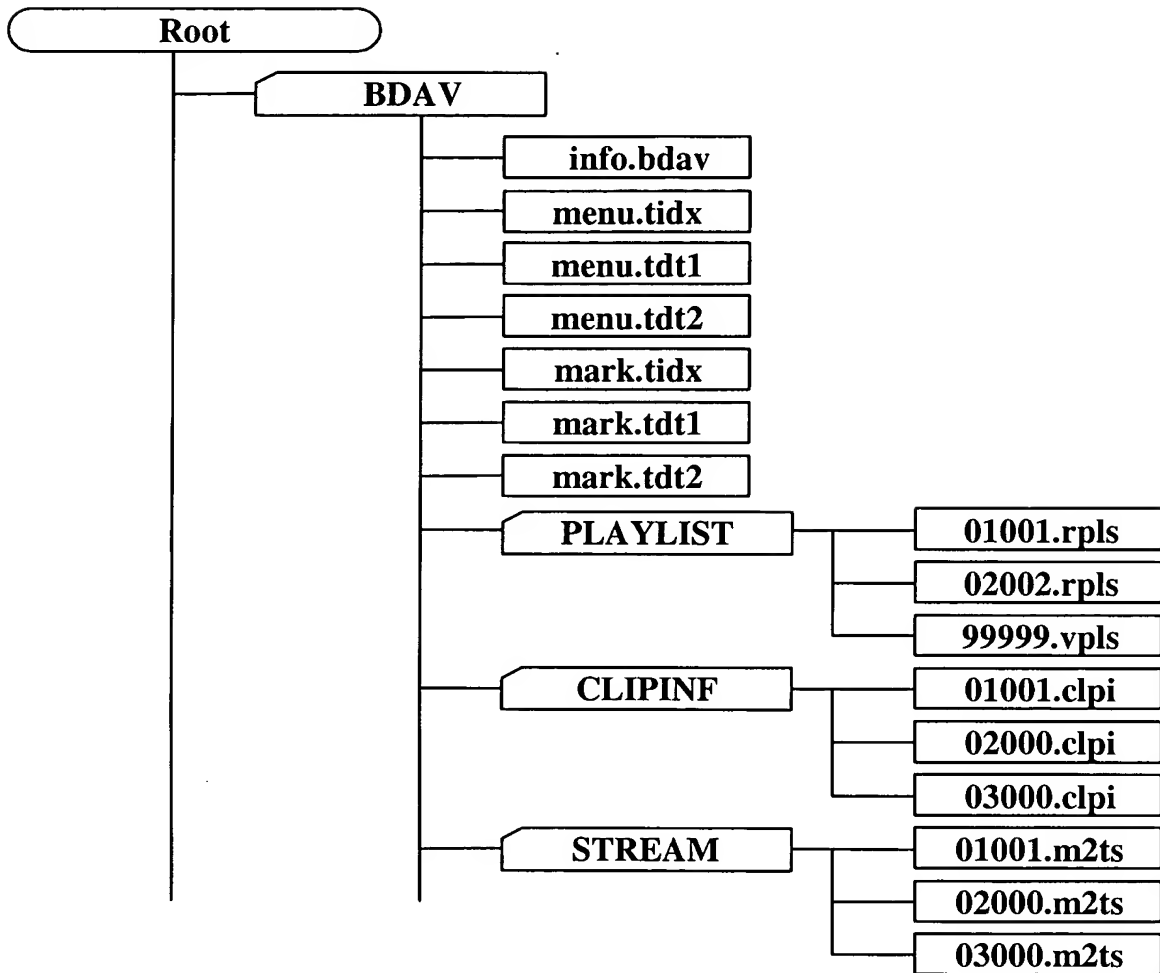 Root
BDAV
info.bdav
menu.tidx
menu.tdt1
menu.tdt2
mark.tidx
mark.tdt1
mark.tdt2
PLAYLIST
01001.rpls
02002.rpls
99999.vpls
CLIPINF
01001.clpi
02000.clpi
03000.clpi
STREAM
01001.m2ts
02000.m2ts
03000.m2ts